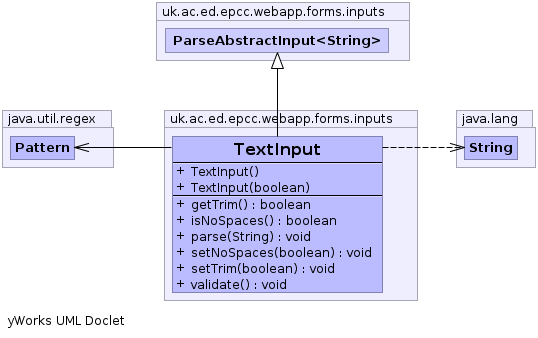 uk.ac.ed.epcc.webapp.forms.inputs
ParseAbstractInput<String>
java.util.regex
Pattern
uk.ac.ed.epcc.webapp.forms.inputs
TextInput
+ TextInput()
+ TextInput(boolean)
+ getTrim() : boolean
+ isNoSpaces() : boolean
+ parse(String) : void
+ setNoSpaces(boolean) : void
+ setTrim(boolean) : void
+ validate() : void
java.lang
String
yWorks UML Doclet